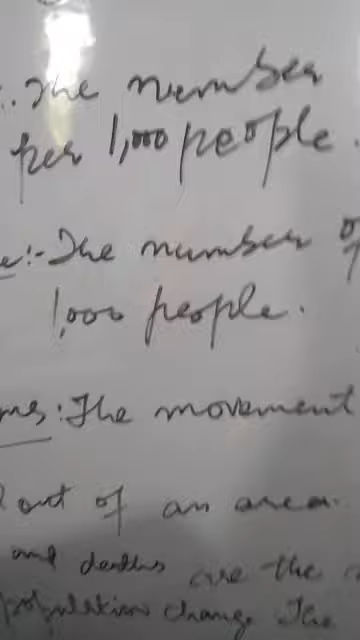 :. The number
per 1,000 people.
e:- The number of
1,000 people.
ms: The movement
out of an area.
and deaths are the
population change. The